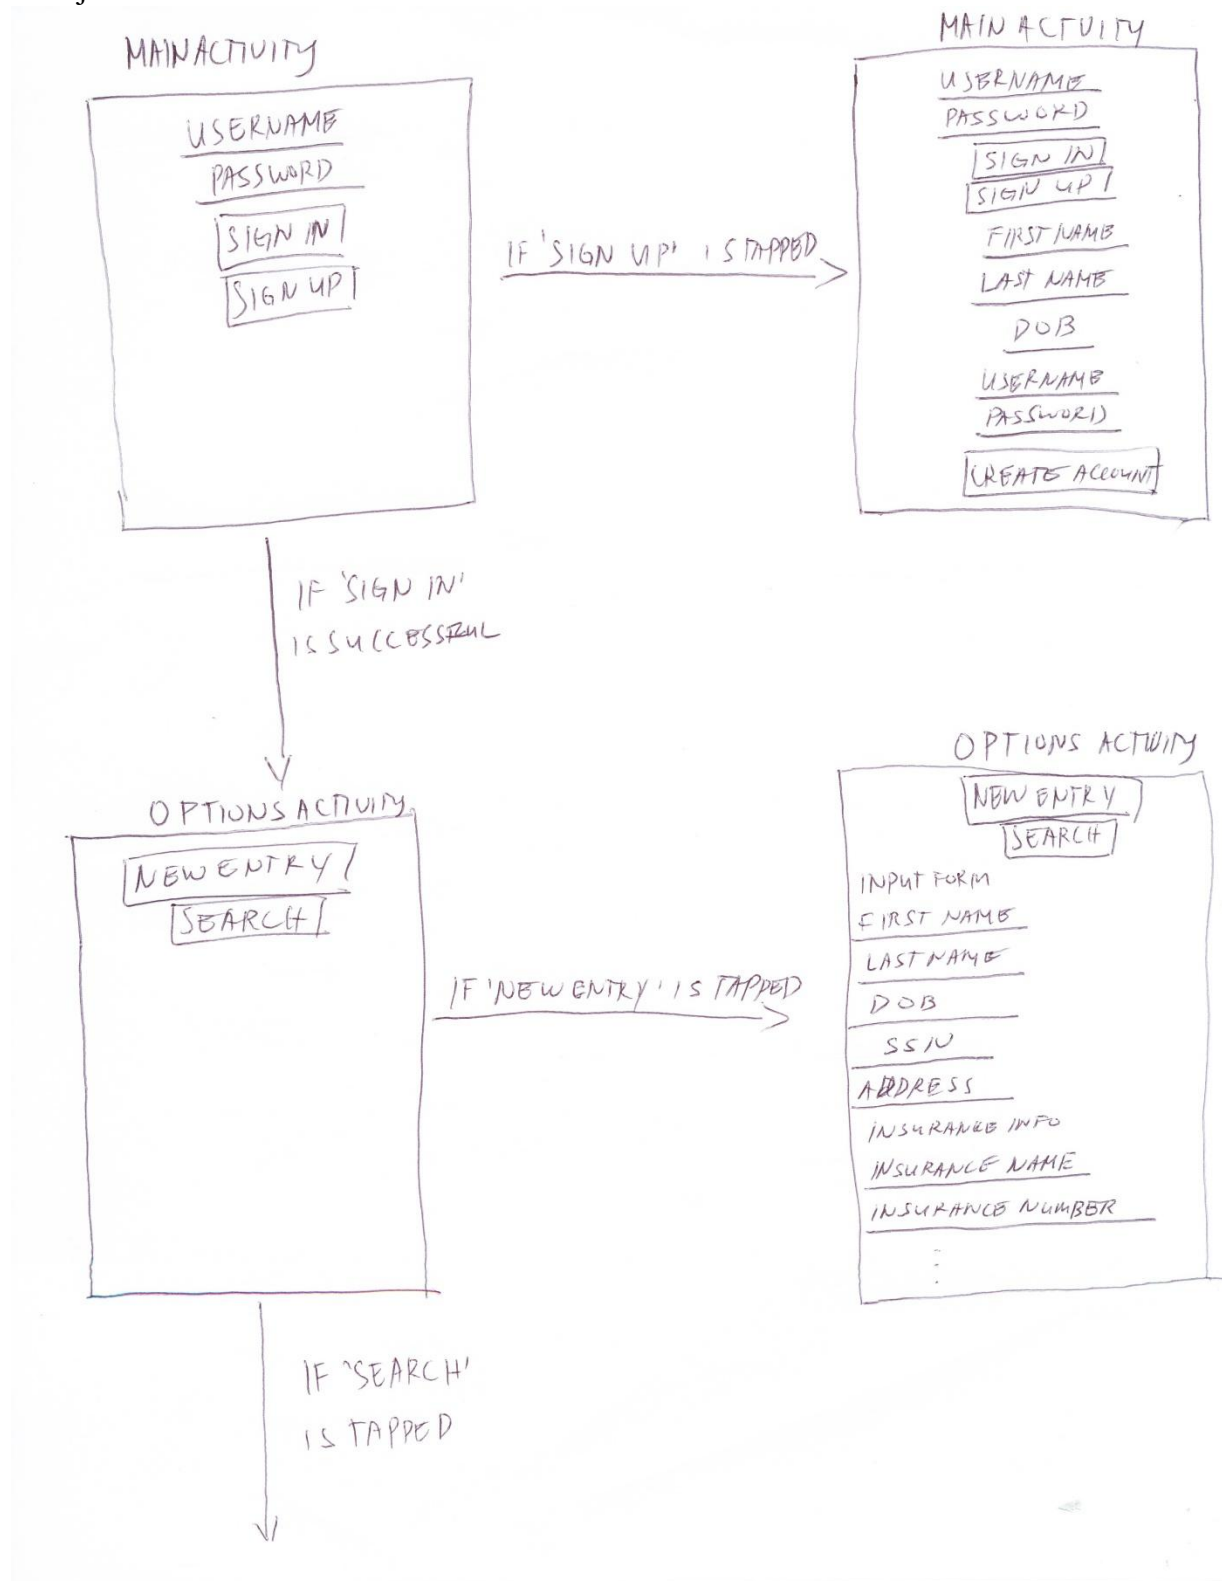 MAIN ACTIVITY
USERNAME
PASSWORD
SIGN IN
SIGN UP
IF 'SIGN UP' IS TAPPED
MAIN ACTVITY
USERNAME
PASSWORD
SIGN IN
SIGN UP
FIRST NAME
LAST NAME
DOB
USERNAME
PASSWORD
CREATE ACCOUNT
IF 'SIGN IN'
IS SUCCESSFUL
OPTIONS ACTIVITY
NEW ENTRY
SEARCH
IF 'NEW ENTRY' IS TAPPED
OPTIONS ACTIVITY
NEW ENTRY
SEARCH
INPUT FORM
FIRST NAME
LAST NAME
DOB
SSN
ADDRESS
INSURANCE INFO
INSURANCE NAME
INSURANCE NUMBER
IF 'SEARCH'
IS TAPPED